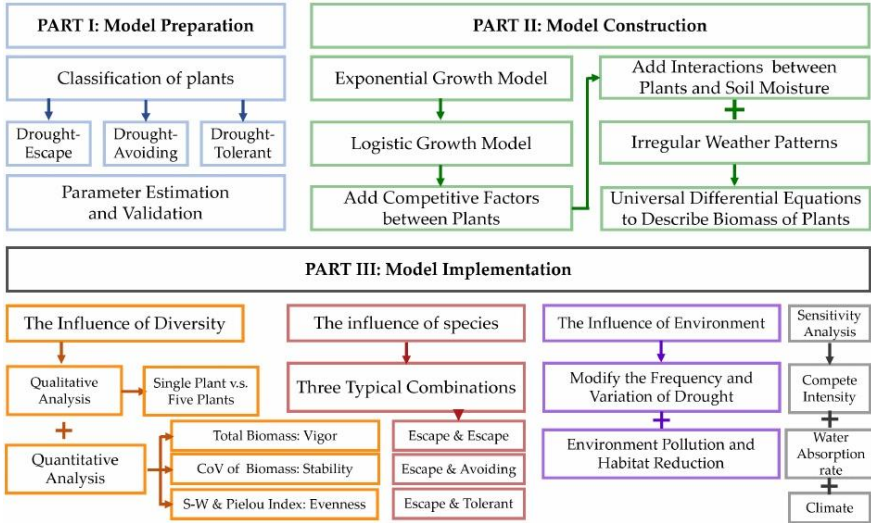 PART I: Model Preparation
Classification of plants
Drought-
Escape
Drought-
Avoiding
Drought-
Tolerant
Parameter Estimation
and Validation
PART II: Model Construction
Exponential Growth Model
Logistic Growth Model
Add Competitive Factors
between Plants
Add Interactions between
Plants and Soil Moisture
Irregular Weather Patterns
Universal Differential Equations
to Describe Biomass of Plants
PART III: Model Implementation
The Influence of Diversity
Qualitative
Analysis
Single Plant v.s.
Five Plants
Quantitative
Analysis
Total Biomass: Vigor
CoV of Biomass: Stability
S-W & Pielou Index: Evenness
The influence of species
Three Typical Combinations
Escape & Escape
Escape & Avoiding
Escape & Tolerant
The Influence of Environment
Modify the Frequency and
Variation of Drought
Environment Pollution and
Habitat Reduction
Sensitivity
Analysis
Compete
Intensity
Water
Absorption
rate
Climate